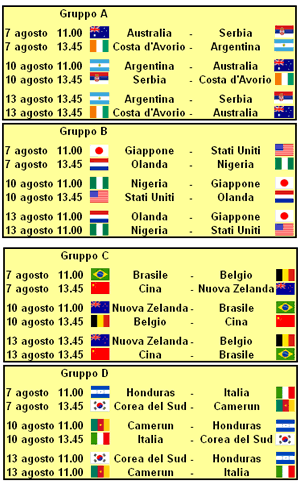 Gruppo A
7 agosto 11.00 Australia - Serbia
7 agosto 13.45 Costa d'Avorio - Argentina
10 agosto 11.00 Argentina - Australia
10 agosto 13.45 Serbia - Costa d'Avorio
13 agosto 13.45 Argentina - Serbia
13 agosto 13.45 Costa d'Avorio - Australia
Gruppo B
7 agosto 11.00 Giappone - Stati Uniti
7 agosto 13.45 Olanda - Nigeria
10 agosto 11.00 Nigeria - Giappone
10 agosto 13.45 Stati Uniti - Olanda
13 agosto 11.00 Olanda - Giappone
13 agosto 11.00 Nigeria - Stati Uniti
Gruppo C
7 agosto 11.00 Brasile - Belgio
7 agosto 13.45 Cina - Nuova Zelanda
10 agosto 11.00 Nuova Zelanda - Brasile
10 agosto 13.45 Belgio - Cina
13 agosto 13.45 Nuova Zelanda - Belgio
13 agosto 13.45 Cina - Brasile
Gruppo D
7 agosto 11.00 Honduras - Italia
7 agosto 13.45 Corea del Sud - Camerun
10 agosto 11.00 Camerun - Honduras
10 agosto 13.45 Italia - Corea del Sud
13 agosto 11.00 Corea del Sud - Honduras
13 agosto 11.00 Camerun - Italia